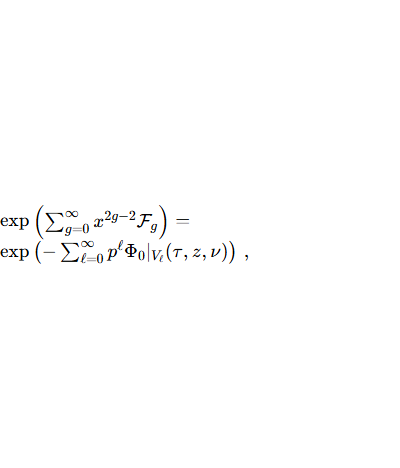 exp (∑_{g=0}^{∞} x^{2g−2} ℱ_g) =
exp (− ∑_{ℓ=0}^{∞} p^ℓ Φ_0|_{V_ℓ}(τ, z, ν)) ,